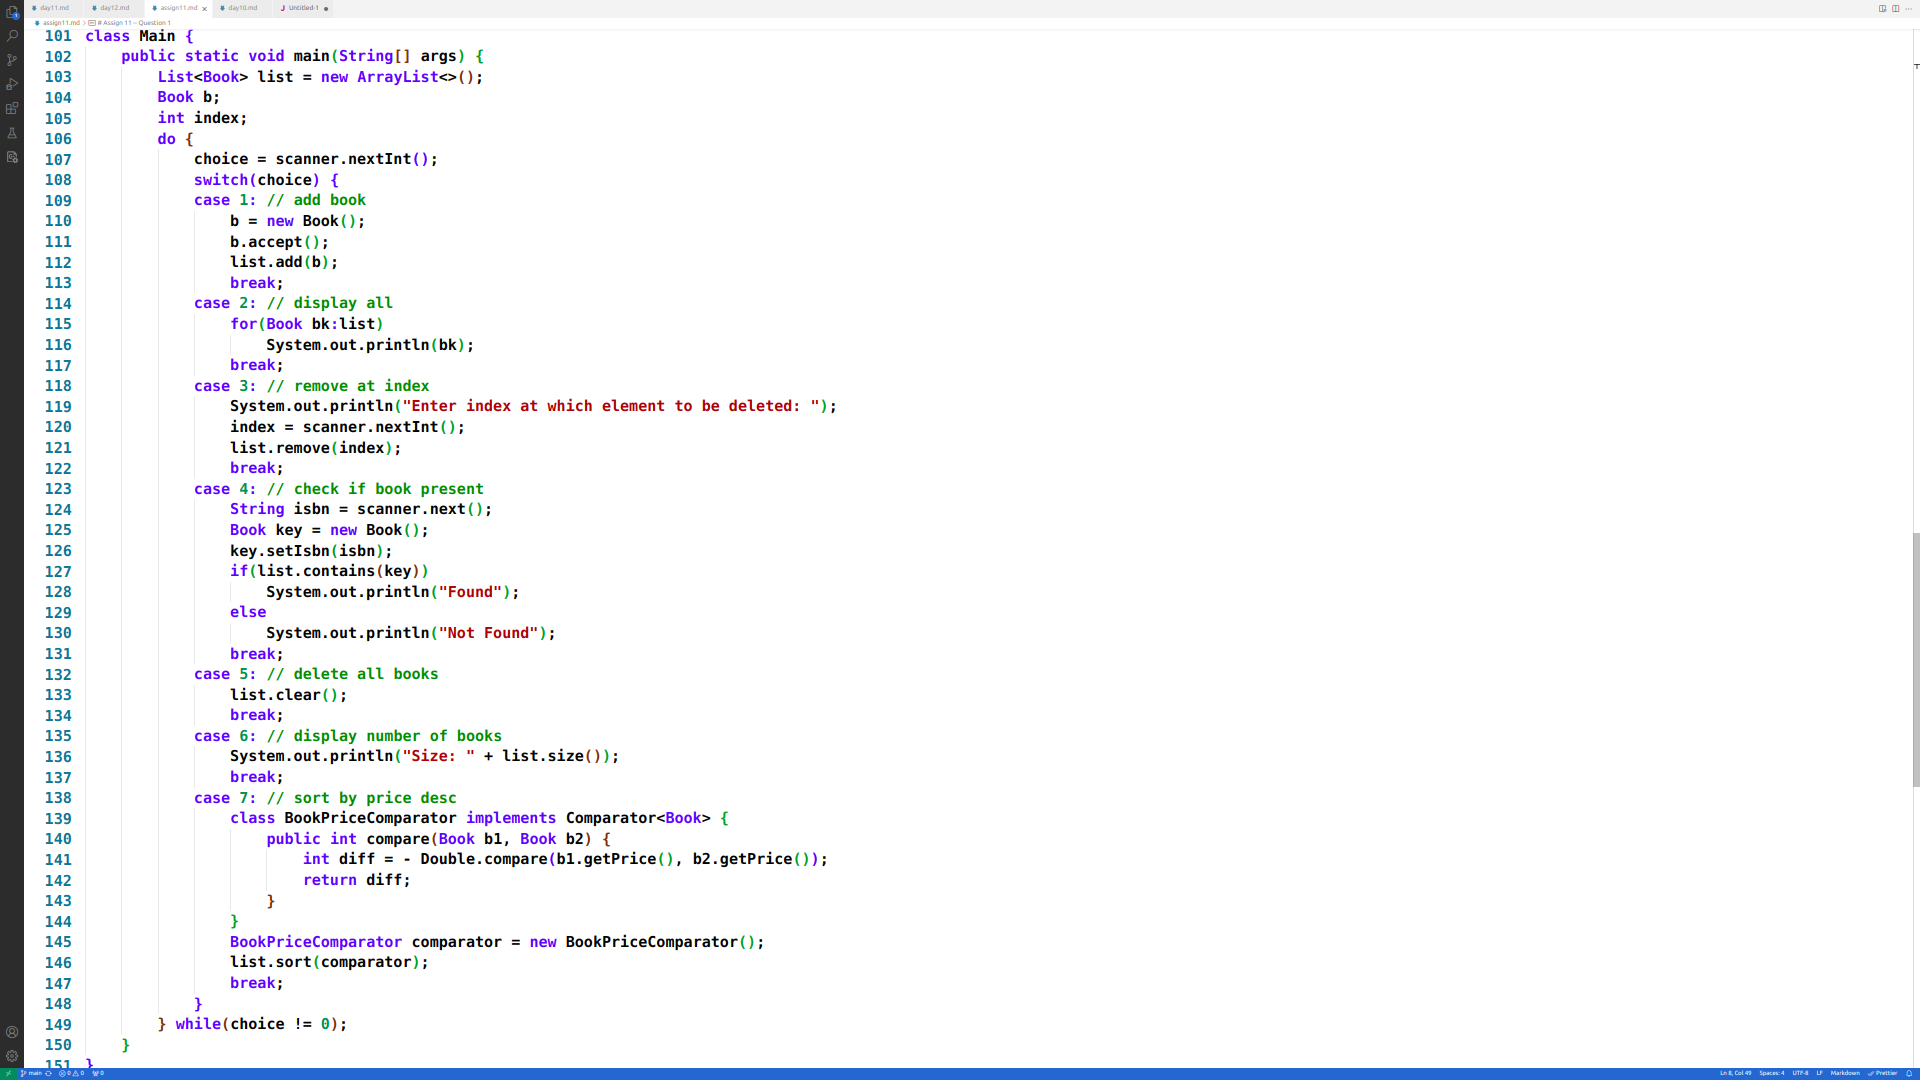 day11.md day12.md assign11.md day10.md Untitled-1
assign11.md > # Assign 11 -- Question 1
101 class Main {
102 public static void main(String[] args) {
103 List<Book> list = new ArrayList<>();
104 Book b;
105 int index;
106 do {
107 choice = scanner.nextInt();
108 switch(choice) {
109 case 1: // add book
110 b = new Book();
111 b.accept();
112 list.add(b);
113 break;
114 case 2: // display all
115 for(Book bk:list)
116 System.out.println(bk);
117 break;
118 case 3: // remove at index
119 System.out.println("Enter index at which element to be deleted: ");
120 index = scanner.nextInt();
121 list.remove(index);
122 break;
123 case 4: // check if book present
124 String isbn = scanner.next();
125 Book key = new Book();
126 key.setIsbn(isbn);
127 if(list.contains(key))
128 System.out.println("Found");
129 else
130 System.out.println("Not Found");
131 break;
132 case 5: // delete all books
133 list.clear();
134 break;
135 case 6: // display number of books
136 System.out.println("Size: " + list.size());
137 break;
138 case 7: // sort by price desc
139 class BookPriceComparator implements Comparator<Book> {
140 public int compare(Book b1, Book b2) {
141 int diff = - Double.compare(b1.getPrice(), b2.getPrice());
142 return diff;
143 }
144 }
145 BookPriceComparator comparator = new BookPriceComparator();
146 list.sort(comparator);
147 break;
148 }
149 } while(choice != 0);
150 }
151 }
main 0 0 0 Ln 8, Col 49 Spaces: 4 UTF-8 LF Markdown Prettier